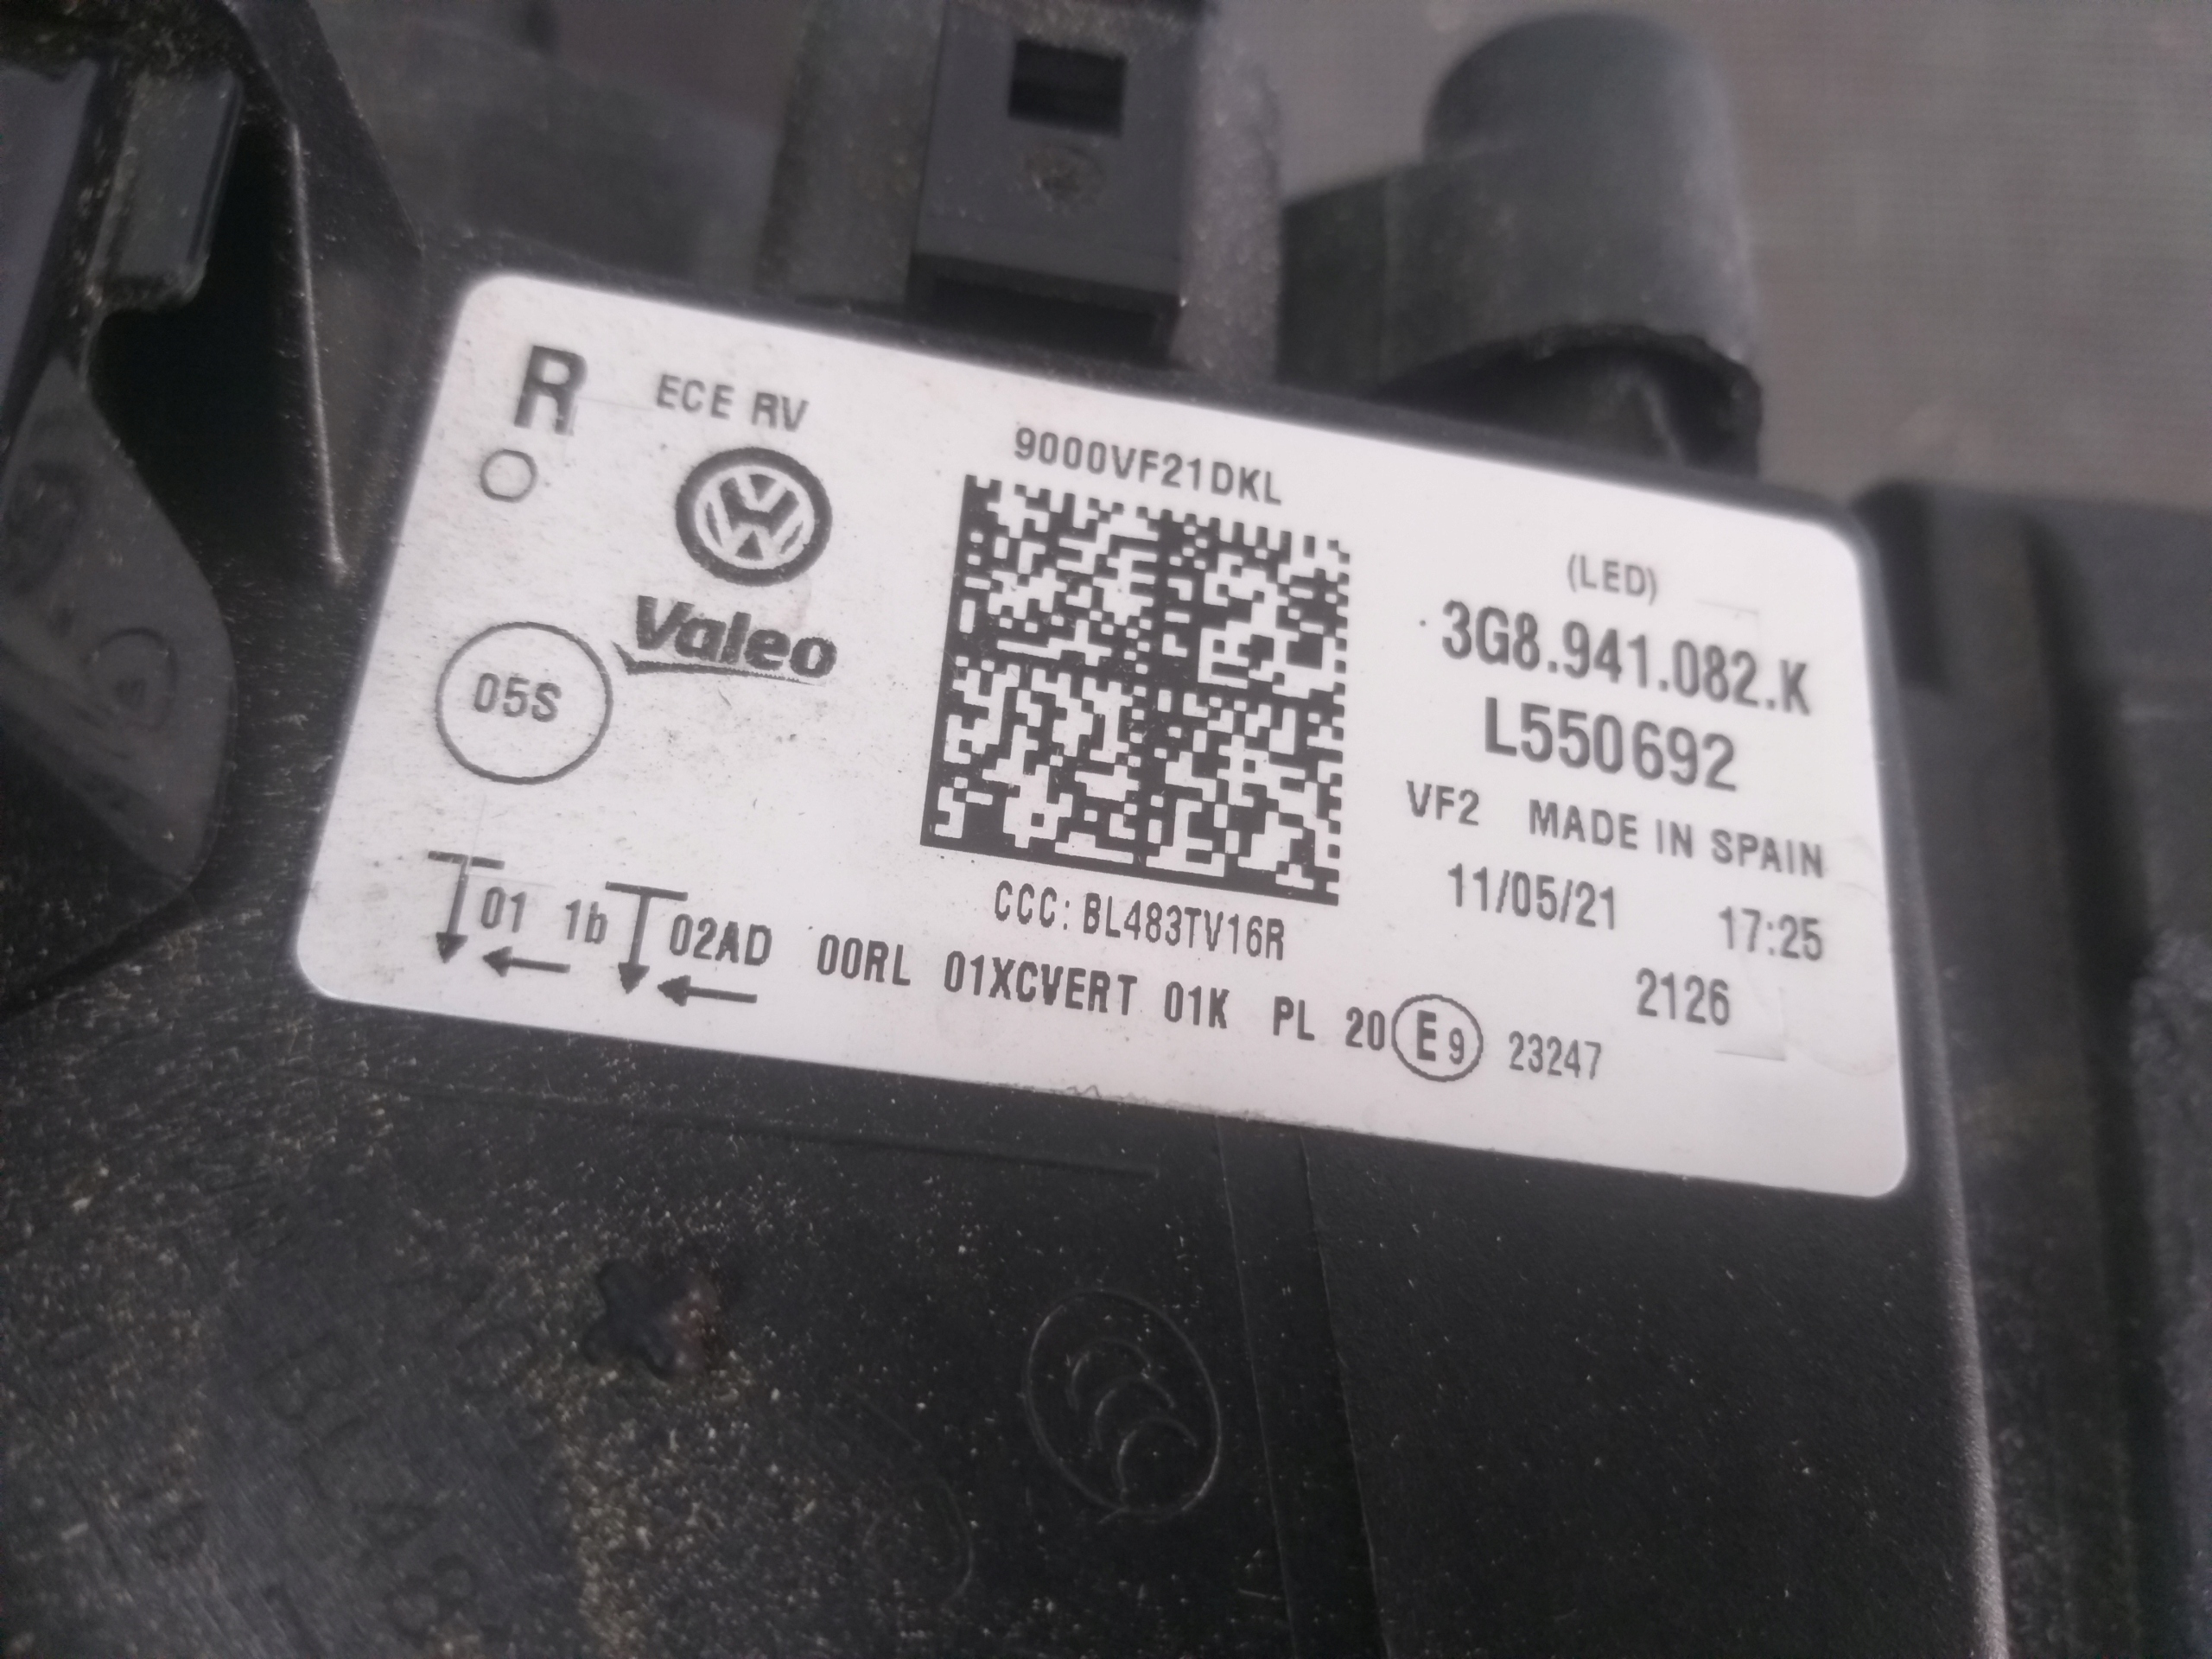 R
ECE RV
9000VF21DKL
Valeo
05S
(LED)
3G8.941.082.K
L550692
VF2 MADE IN SPAIN
11/05/21 17:25
2126
CCC: BL483TV16R
01 1b 02AD 00RL 01XCVERT 01K PL 20 E9 23247